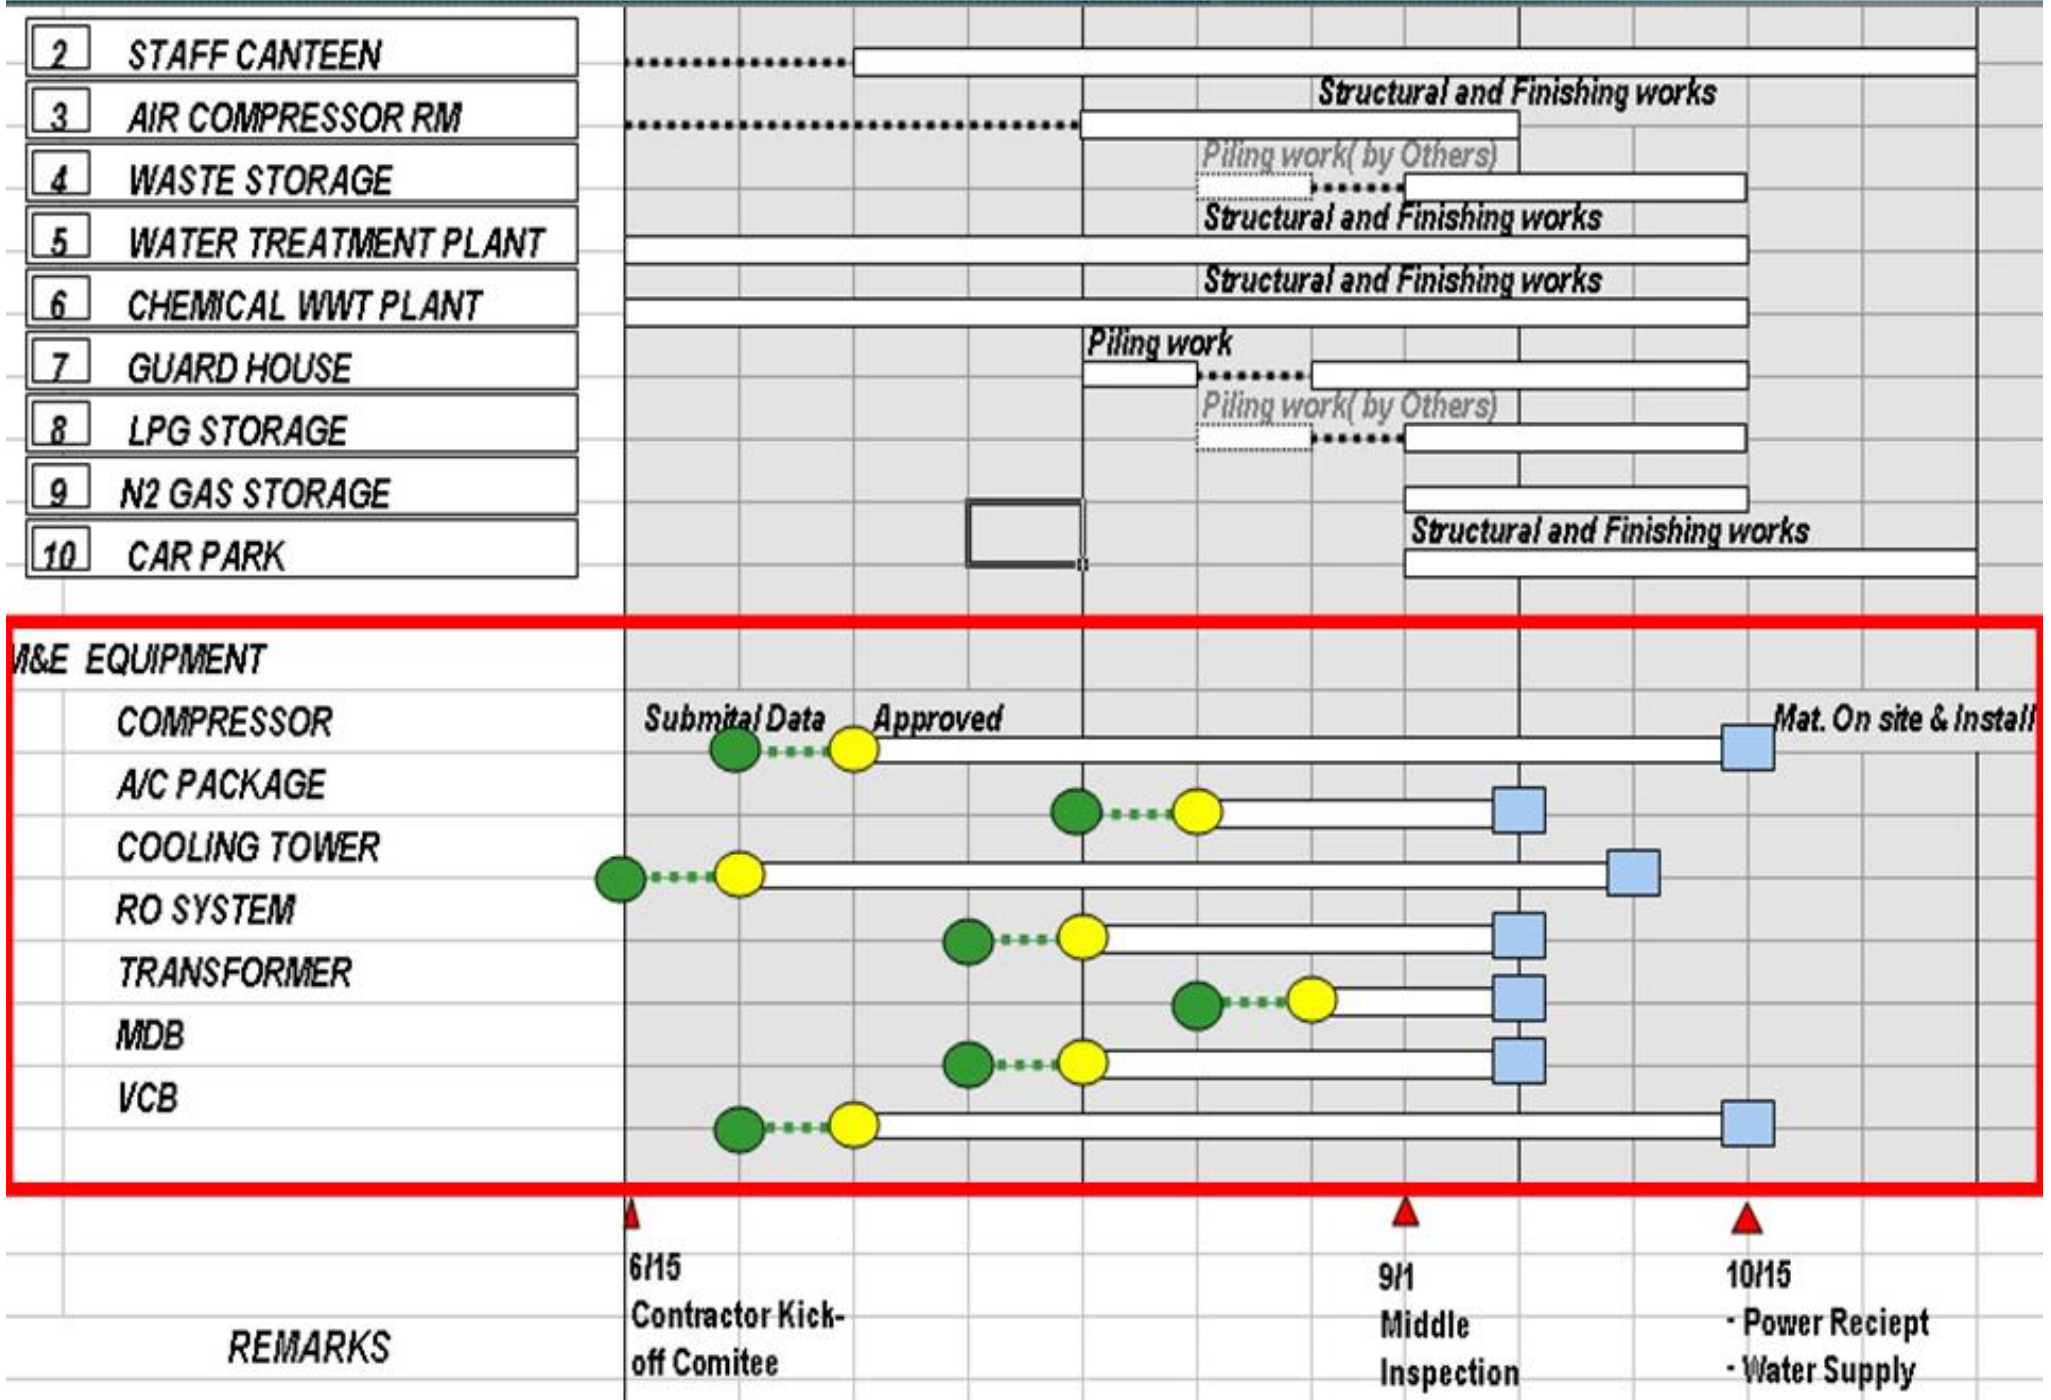 2 STAFF CANTEEN
Structural and Finishing works
3 AIR COMPRESSOR RM
Piling work( by Others)
4 WASTE STORAGE
Structural and Finishing works
5 WATER TREATMENT PLANT
Structural and Finishing works
6 CHEMICAL WWT PLANT
Piling work
7 GUARD HOUSE
Piling work( by Others)
8 LPG STORAGE
9 N2 GAS STORAGE
Structural and Finishing works
10 CAR PARK
M&E EQUIPMENT
COMPRESSOR
Submital Data
Approved
Mat. On site & Install
A/C PACKAGE
COOLING TOWER
RO SYSTEM
TRANSFORMER
MDB
VCB
REMARKS
6/15
Contractor Kick-
off Comitee
9/1
Middle
Inspection
10/15
- Power Reciept
- Water Supply